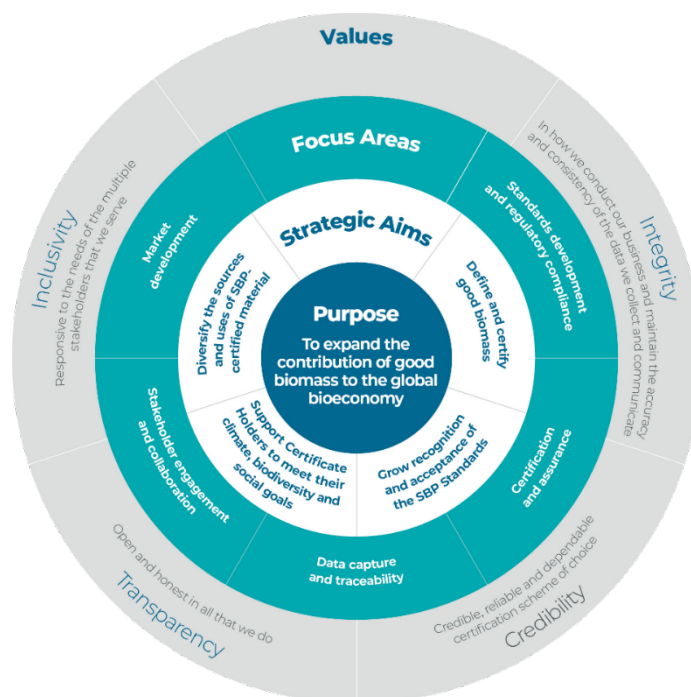 Values
Integrity
In how we conduct our business and maintain the accuracy
and consistency of the data we collect and communicate
Credibility
Credible, reliable and dependable
certification scheme of choice
Transparency
Open and honest in all that we do
Inclusivity
Responsive to the needs of the multiple
stakeholders that we serve
Focus Areas
Standards development
and regulatory compliance
Certification
and assurance
Data capture
and traceability
Stakeholder engagement
and collaboration
Market
development
Strategic Aims
Define and certify
good biomass
Grow recognition
and acceptance of
the SBP Standards
Support Certificate
Holders to meet their
climate, biodiversity and
social goals
Diversify the sources
and uses of SBP-
certified material
Purpose
To expand the
contribution of good
biomass to the global
bioeconomy